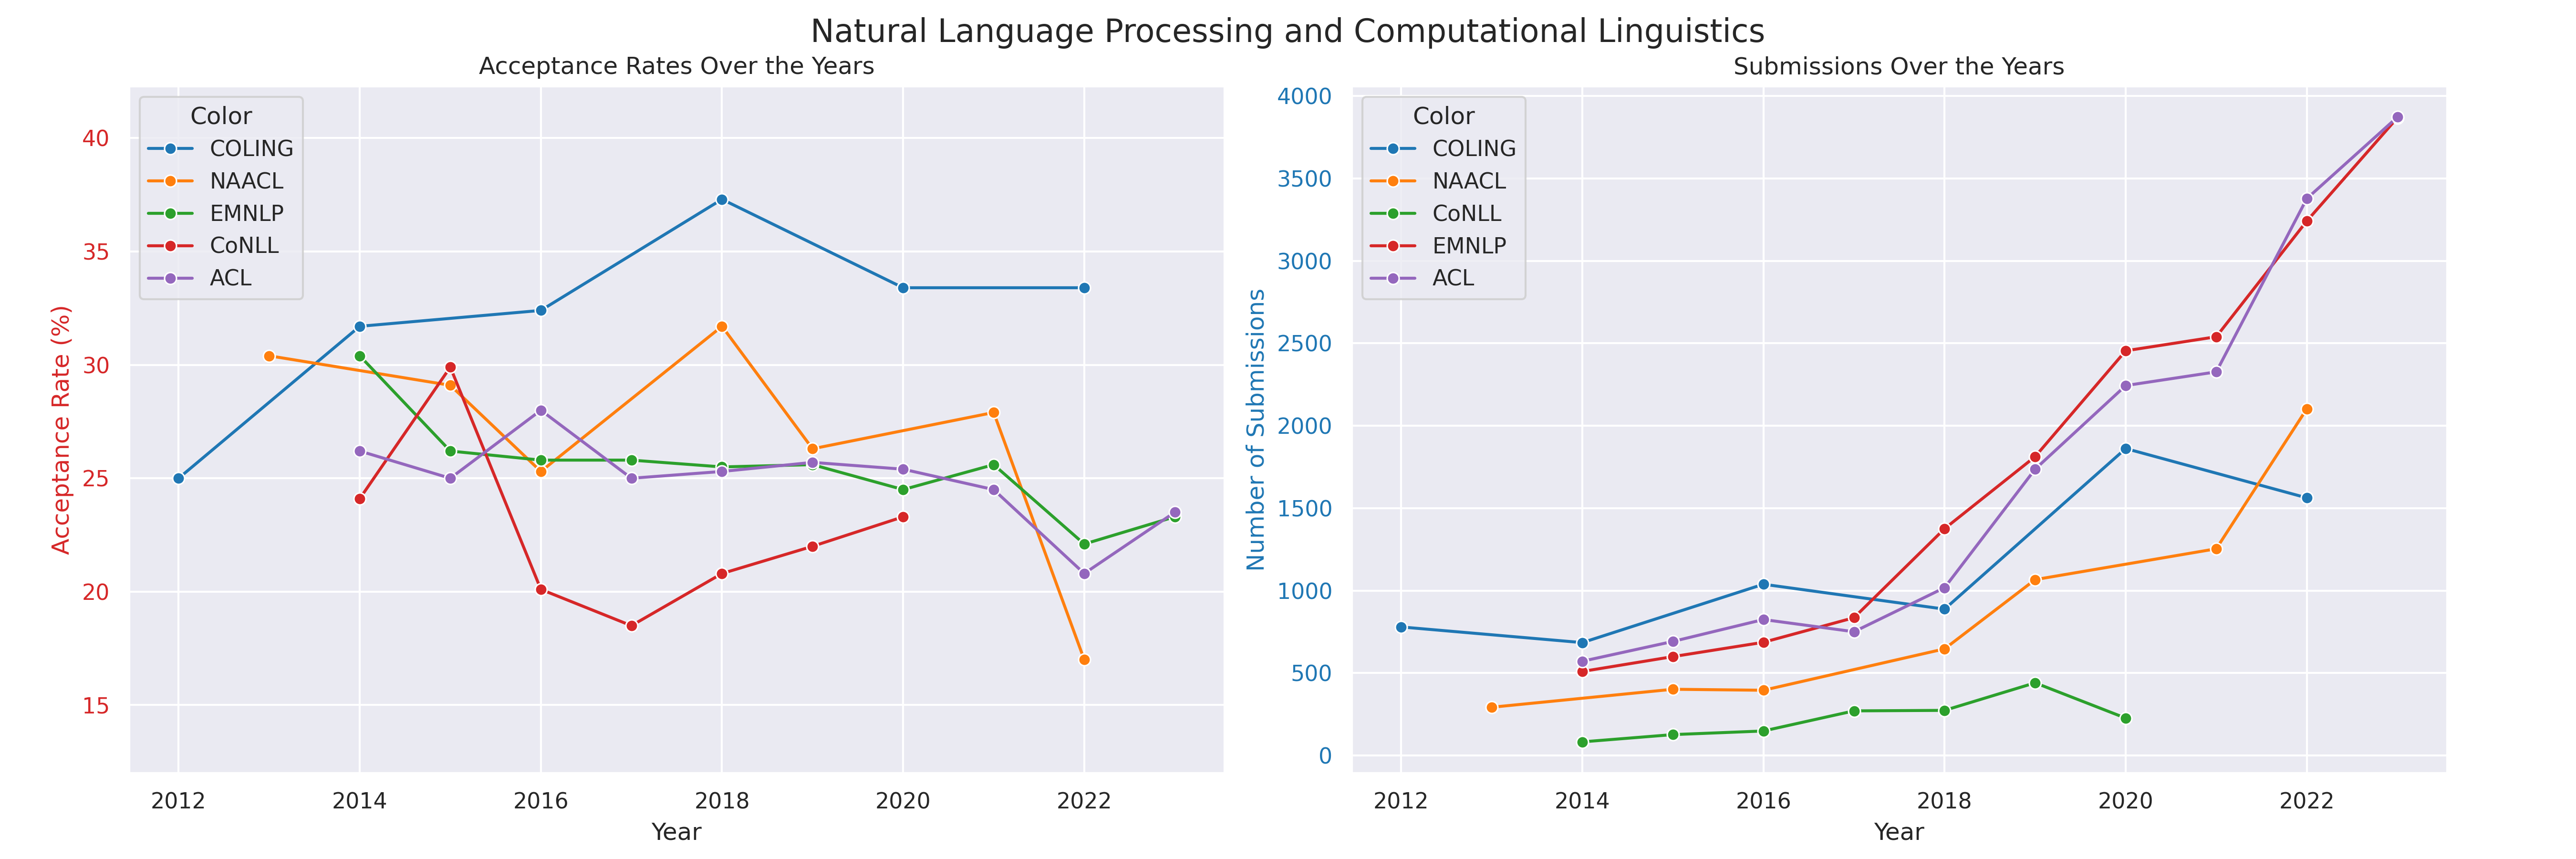 Natural Language Processing and Computational Linguistics
Acceptance Rates Over the Years
Color
COLING
NAACL
EMNLP
CoNLL
ACL
40
35
30
25
20
15
Acceptance Rate (%)
2012 2014 2016 2018 2020 2022
Year
Submissions Over the Years
Color
COLING
NAACL
CoNLL
EMNLP
ACL
4000
3500
3000
2500
2000
1500
1000
500
0
Number of Submissions
2012 2014 2016 2018 2020 2022
Year